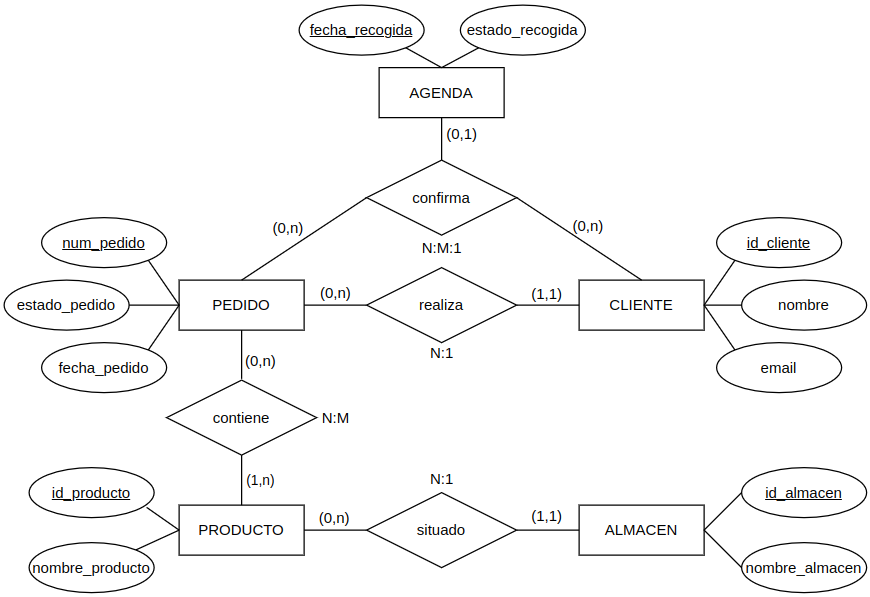 fecha_recogida
estado_recogida
AGENDA
(0,1)
confirma
(0,n)
(0,n)
N:M:1
num_pedido
id_cliente
estado_pedido
PEDIDO
(0,n)
realiza
(1,1)
CLIENTE
nombre
N:1
fecha_pedido
(0,n)
email
contiene
N:M
(1,n)
N:1
id_producto
id_almacen
PRODUCTO
(0,n)
situado
(1,1)
ALMACEN
nombre_producto
nombre_almacen